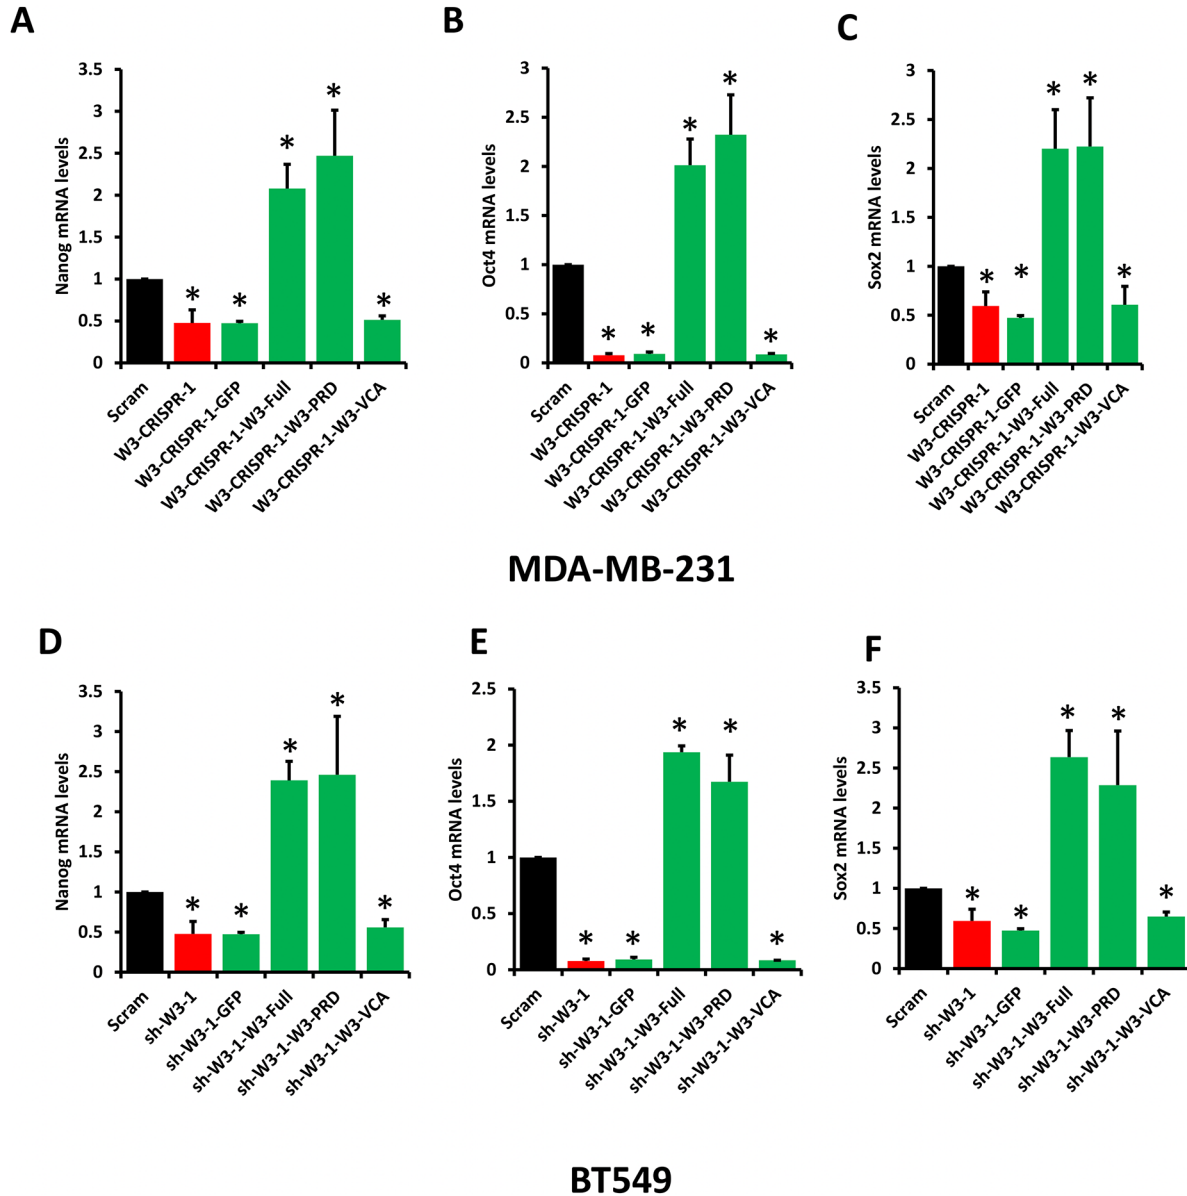 A
Nanog mRNA levels
3.5
3
2.5
2
1.5
1
0.5
0
* * * * *
Scram
W3-CRISPR-1
W3-CRISPR-1-GFP
W3-CRISPR-1-W3-Full
W3-CRISPR-1-W3-PRD
W3-CRISPR-1-W3-VCA
B
Oct4 mRNA levels
3
2.5
2
1.5
1
0.5
0
* * * * *
Scram
W3-CRISPR-1
W3-CRISPR-1-GFP
W3-CRISPR-1-W3-Full
W3-CRISPR-1-W3-PRD
W3-CRISPR-1-W3-VCA
C
Sox2 mRNA levels
3
2.5
2
1.5
1
0.5
0
* * * * *
Scram
W3-CRISPR-1
W3-CRISPR-1-GFP
W3-CRISPR-1-W3-Full
W3-CRISPR-1-W3-PRD
W3-CRISPR-1-W3-VCA
MDA-MB-231
D
Nanog mRNA levels
3.5
3
2.5
2
1.5
1
0.5
0
* * * * *
Scram
sh-W3-1
sh-W3-1-GFP
sh-W3-1-W3-Full
sh-W3-1-W3-PRD
sh-W3-1-W3-VCA
E
Oct4 mRNA levels
2.5
2
1.5
1
0.5
0
* * * * *
Scram
sh-W3-1
sh-W3-1-GFP
sh-W3-1-W3-Full
sh-W3-1-W3-PRD
sh-W3-1-W3-VCA
F
Sox2 mRNA levels
3.5
3
2.5
2
1.5
1
0.5
0
* * * * *
Scram
sh-W3-1
sh-W3-1-GFP
sh-W3-1-W3-Full
sh-W3-1-W3-PRD
sh-W3-1-W3-VCA
BT549